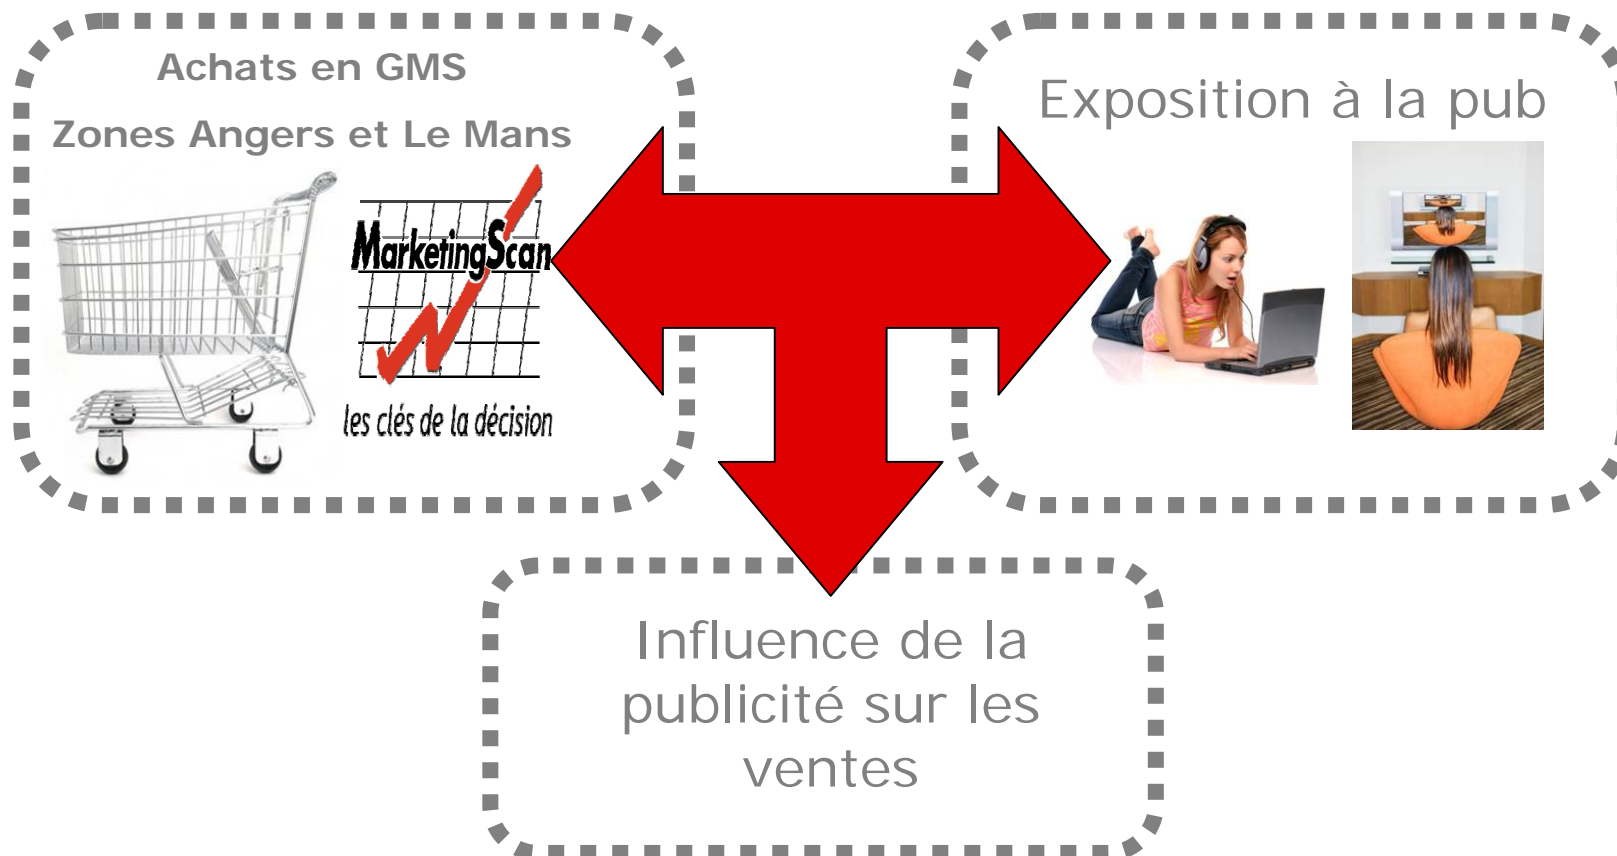 Achats en GMS
Zones Angers et Le Mans
MarketingScan
les clés de la décision
Exposition à la pub
Influence de la
publicité sur les
ventes